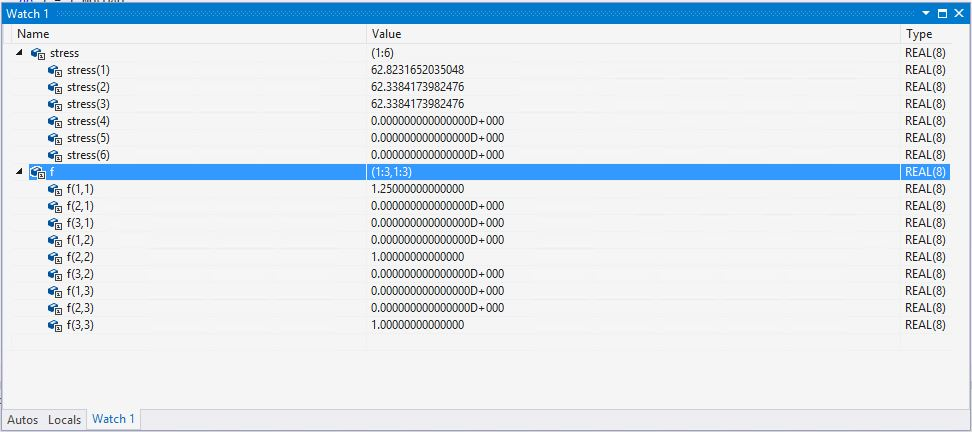 Watch 1
Name Value Type
stress (1:6) REAL(8)
stress(1) 62.8231652035048 REAL(8)
stress(2) 62.3384173982476 REAL(8)
stress(3) 62.3384173982476 REAL(8)
stress(4) 0.000000000000000D+000 REAL(8)
stress(5) 0.000000000000000D+000 REAL(8)
stress(6) 0.000000000000000D+000 REAL(8)
f (1:3,1:3) REAL(8)
f(1,1) 1.25000000000000 REAL(8)
f(2,1) 0.000000000000000D+000 REAL(8)
f(3,1) 0.000000000000000D+000 REAL(8)
f(1,2) 0.000000000000000D+000 REAL(8)
f(2,2) 1.00000000000000 REAL(8)
f(3,2) 0.000000000000000D+000 REAL(8)
f(1,3) 0.000000000000000D+000 REAL(8)
f(2,3) 0.000000000000000D+000 REAL(8)
f(3,3) 1.00000000000000 REAL(8)
Autos Locals Watch 1